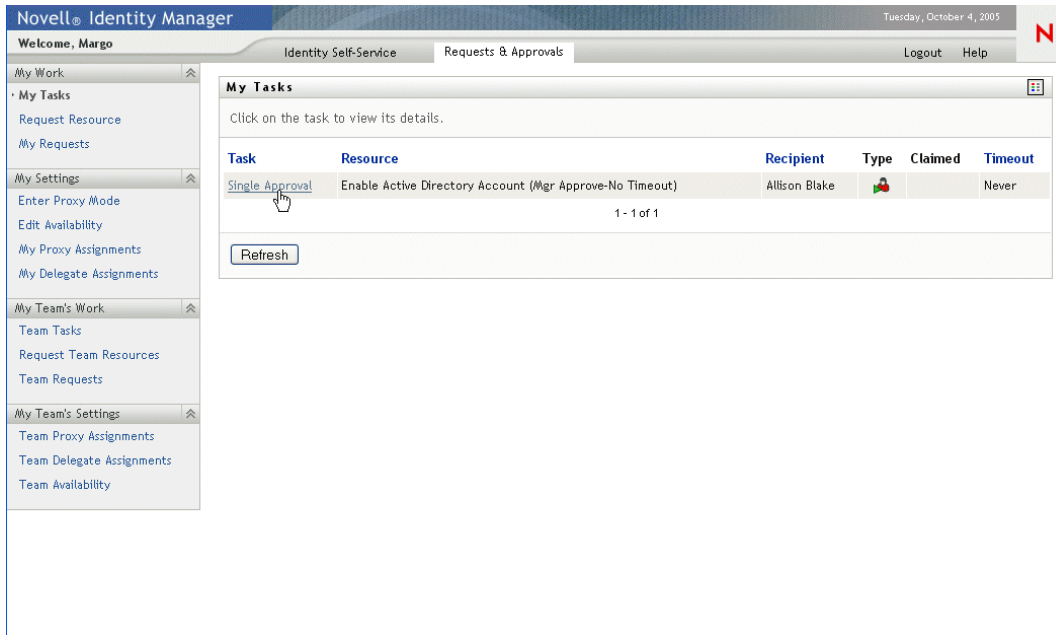 Novell® Identity Manager
Tuesday, October 4, 2005
N
Welcome, Margo
Identity Self-Service
Requests & Approvals
Logout
Help
My Work
My Tasks
Request Resource
My Requests
My Settings
Enter Proxy Mode
Edit Availability
My Proxy Assignments
My Delegate Assignments
My Team's Work
Team Tasks
Request Team Resources
Team Requests
My Team's Settings
Team Proxy Assignments
Team Delegate Assignments
Team Availability
My Tasks
Click on the task to view its details.
Task Resource Recipient Type Claimed Timeout
Single Approval Enable Active Directory Account (Mgr Approve-No Timeout) Allison Blake Never
1 - 1 of 1
Refresh